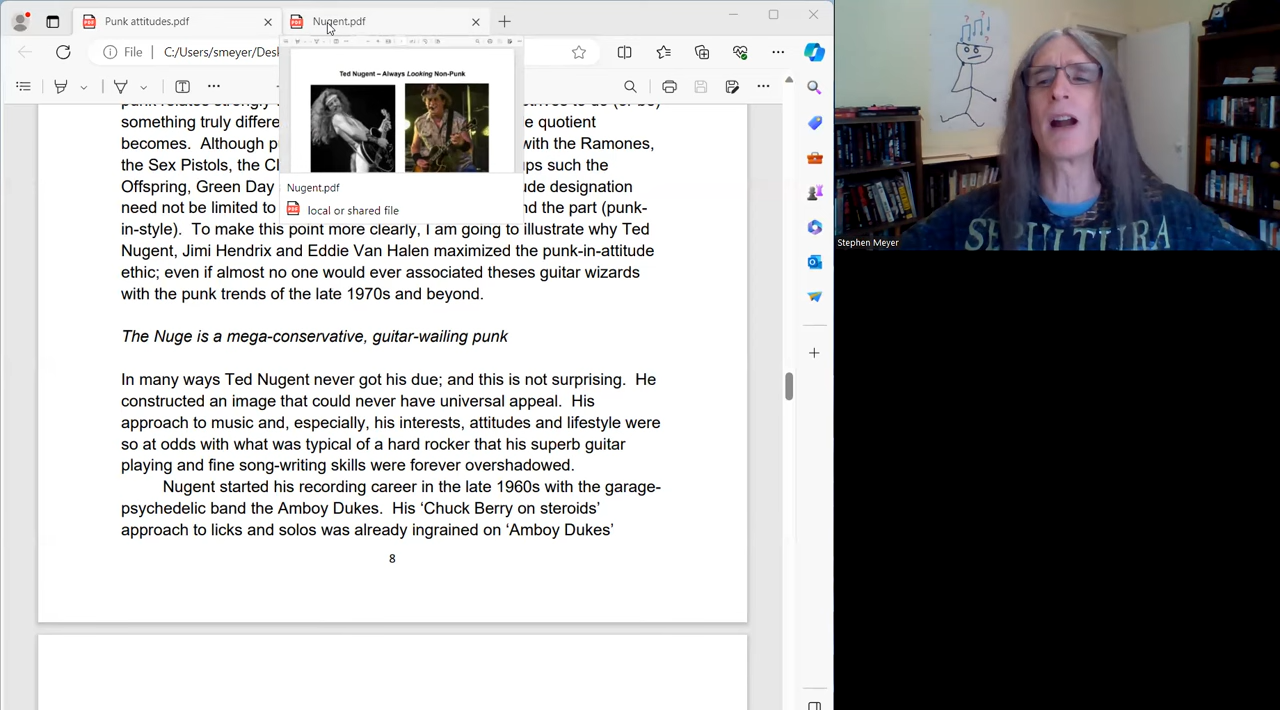 Punk attitudes.pdf
Nugent.pdf
File
C:/Users/smeyer/Desk
Ted Nugent – Always Looking Non-Punk
Nugent.pdf
local or shared file
something truly differe
e quotient
becomes. Although p
with the Ramones,
the Sex Pistols, the Cl
ups such the
Offspring, Green Day
ude designation
need not be limited to
nd the part (punk-
in-style). To make this point more clearly, I am going to illustrate why Ted
Nugent, Jimi Hendrix and Eddie Van Halen maximized the punk-in-attitude
ethic; even if almost no one would ever associated theses guitar wizards
with the punk trends of the late 1970s and beyond.
The Nuge is a mega-conservative, guitar-wailing punk
In many ways Ted Nugent never got his due; and this is not surprising. He
constructed an image that could never have universal appeal. His
approach to music and, especially, his interests, attitudes and lifestyle were
so at odds with what was typical of a hard rocker that his superb guitar
playing and fine song-writing skills were forever overshadowed.
Nugent started his recording career in the late 1960s with the garage-
psychedelic band the Amboy Dukes. His ‘Chuck Berry on steroids’
approach to licks and solos was already ingrained on ‘Amboy Dukes’
8
SEPULTURA
Stephen Meyer